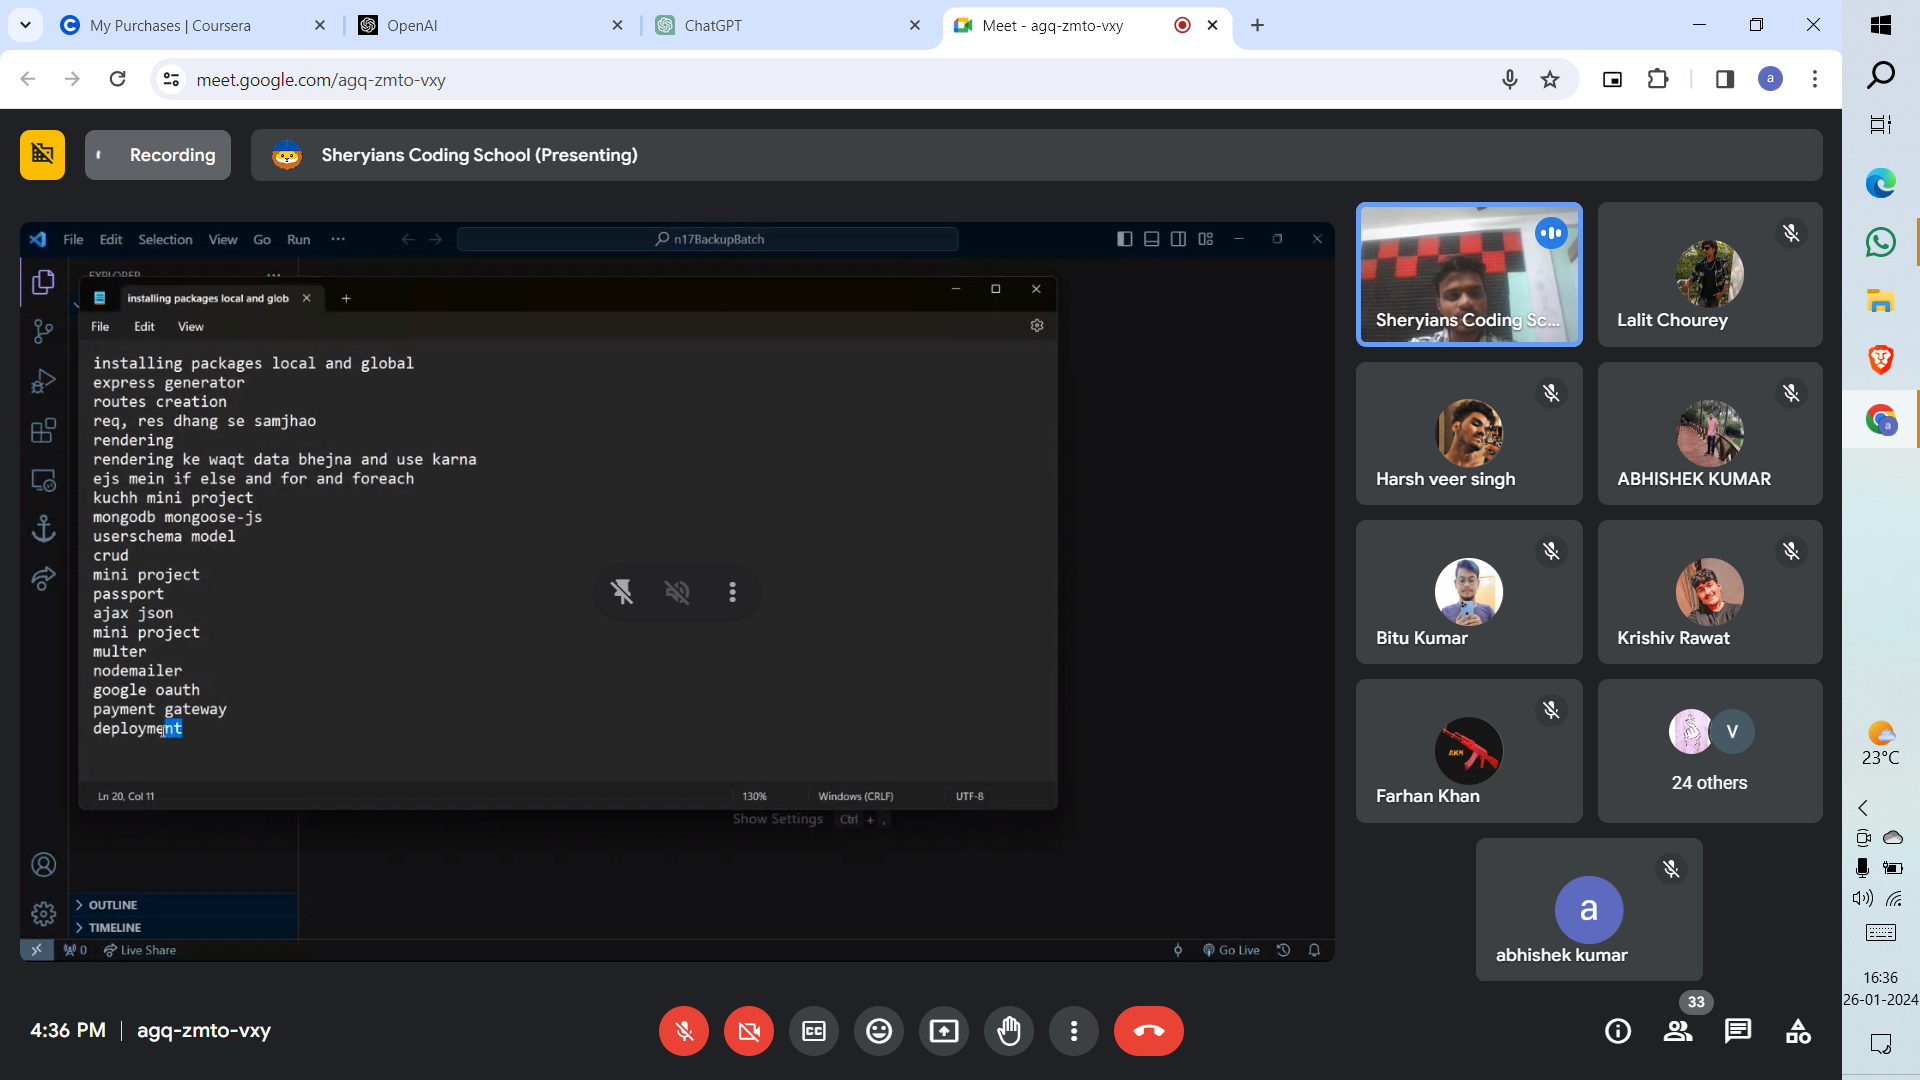 My Purchases | Coursera
OpenAI
ChatGPT
Meet - agq-zmto-vxy
meet.google.com/agq-zmto-vxy
a
Recording
Sheryians Coding School (Presenting)
File Edit Selection View Go Run ...
n17BackupBatch
EXPLORER
installing packages local and glob
File Edit View
installing packages local and global
express generator
routes creation
req, res dhang se samjhao
rendering
rendering ke waqt data bhejna and use karna
ejs mein if else and for and foreach
kuchh mini project
mongodb mongoose-js
userschema model
crud
mini project
passport
ajax json
mini project
multer
nodemailer
google oauth
payment gateway
deployment
Ln 20, Col 11
130%
Windows (CRLF)
UTF-8
Show Settings Ctrl + ,
OUTLINE
TIMELINE
0
Live Share
Go Live
Sheryians Coding Sc...
Lalit Chourey
Harsh veer singh
ABHISHEK KUMAR
Bitu Kumar
Krishiv Rawat
AKM
Farhan Khan
V
24 others
a
abhishek kumar
4:36 PM | agq-zmto-vxy
33
a
23°C
16:36
26-01-2024